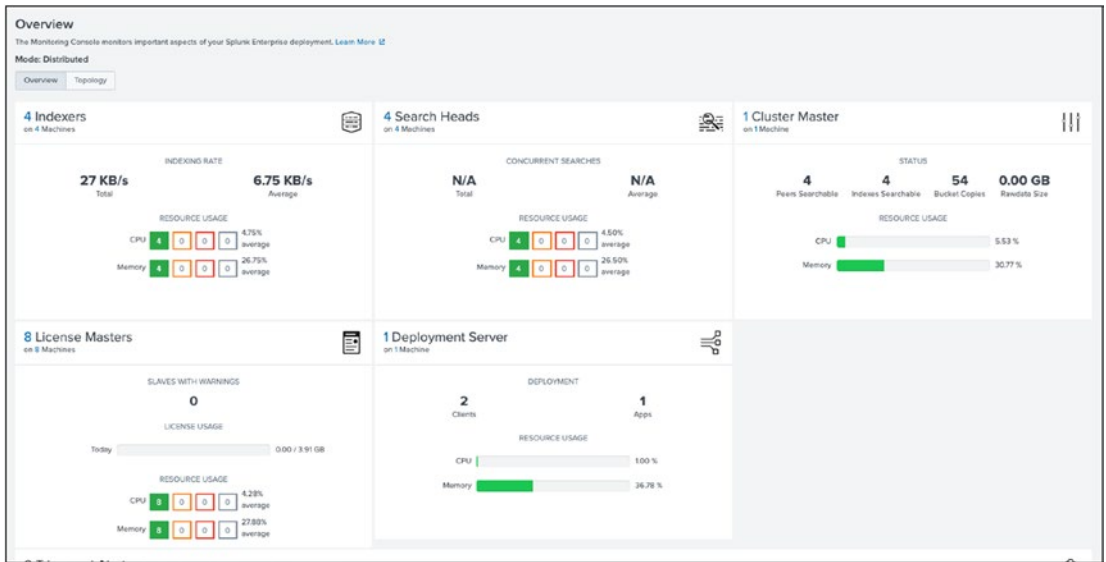 Overview
The Monitoring Console monitors important aspects of your Splunk Enterprise deployment. Learn More
Mode: Distributed
Overview Topology
4 Indexers
on 4 Machines
INDEXING RATE
27 KB/s 6.75 KB/s
Total Average
RESOURCE USAGE
CPU 4 0 0 0 4.75% average
Memory 4 0 0 0 26.75% average
4 Search Heads
on 4 Machines
CONCURRENT SEARCHES
N/A N/A
Total Average
RESOURCE USAGE
CPU 4 0 0 0 4.50% average
Memory 4 0 0 0 26.50% average
1 Cluster Master
on 1 Machine
STATUS
4 4 54 0.00 GB
Peers Searchable Indexes Searchable Bucket Copies Rawdata Size
RESOURCE USAGE
CPU 5.53 %
Memory 30.77 %
8 License Masters
on 8 Machines
SLAVES WITH WARNINGS
0
LICENSE USAGE
Today 0.00 / 3.91 GB
RESOURCE USAGE
CPU 8 0 0 0 4.28% average
Memory 8 0 0 0 27.80% average
1 Deployment Server
on 1 Machine
DEPLOYMENT
2 1
Clients Apps
RESOURCE USAGE
CPU 1.00 %
Memory 36.78 %